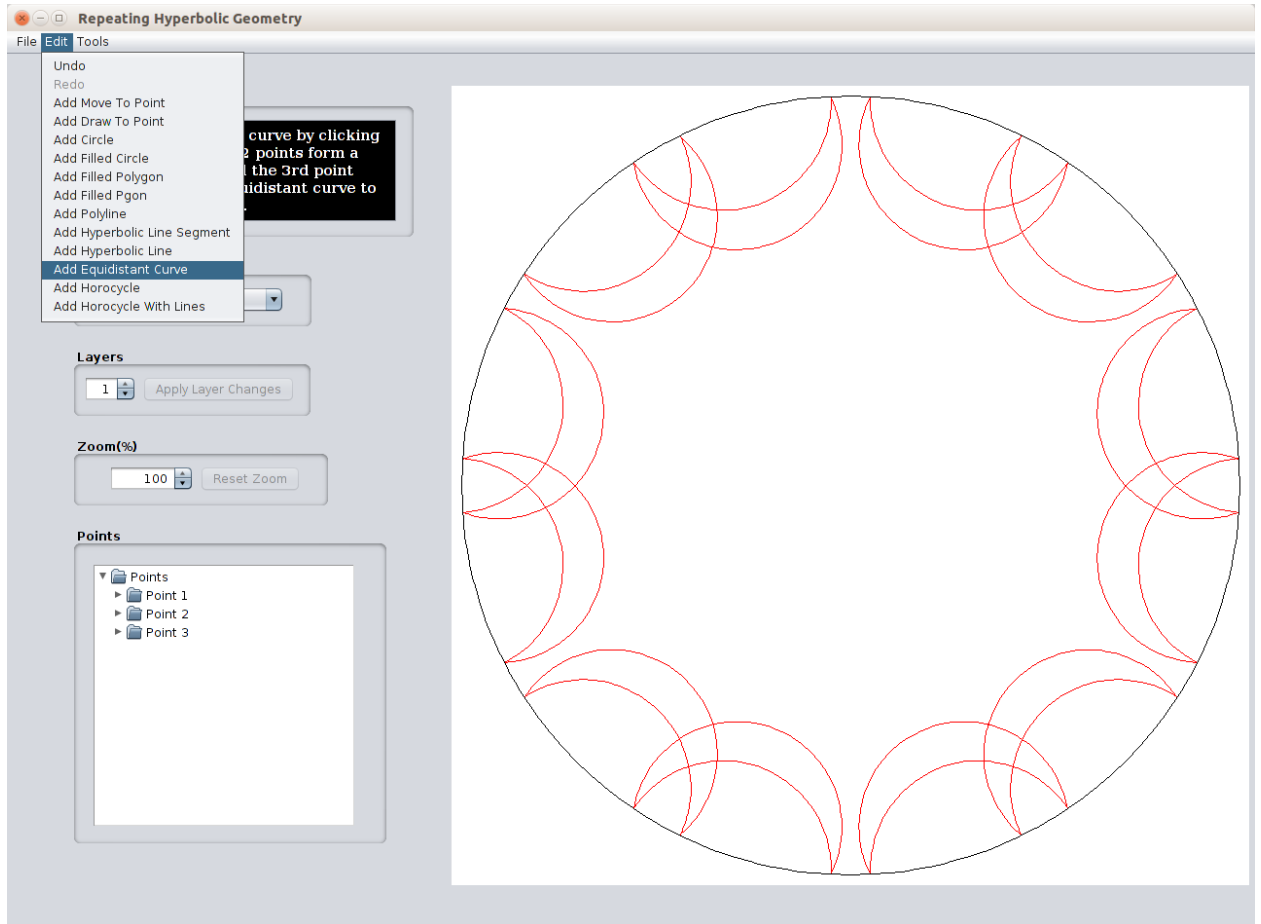 Repeating Hyperbolic Geometry
File Edit Tools
Undo
Redo
Add Move To Point
Add Draw To Point
Add Circle
Add Filled Circle
Add Filled Polygon
Add Filled Pgon
Add Polyline
Add Hyperbolic Line Segment
Add Hyperbolic Line
Add Equidistant Curve
Add Horocycle
Add Horocycle With Lines
curve by clicking
2 points form a
the 3rd point
curve to
Layers
1 Apply Layer Changes
Zoom(%)
100 Reset Zoom
Points
Points
Point 1
Point 2
Point 3